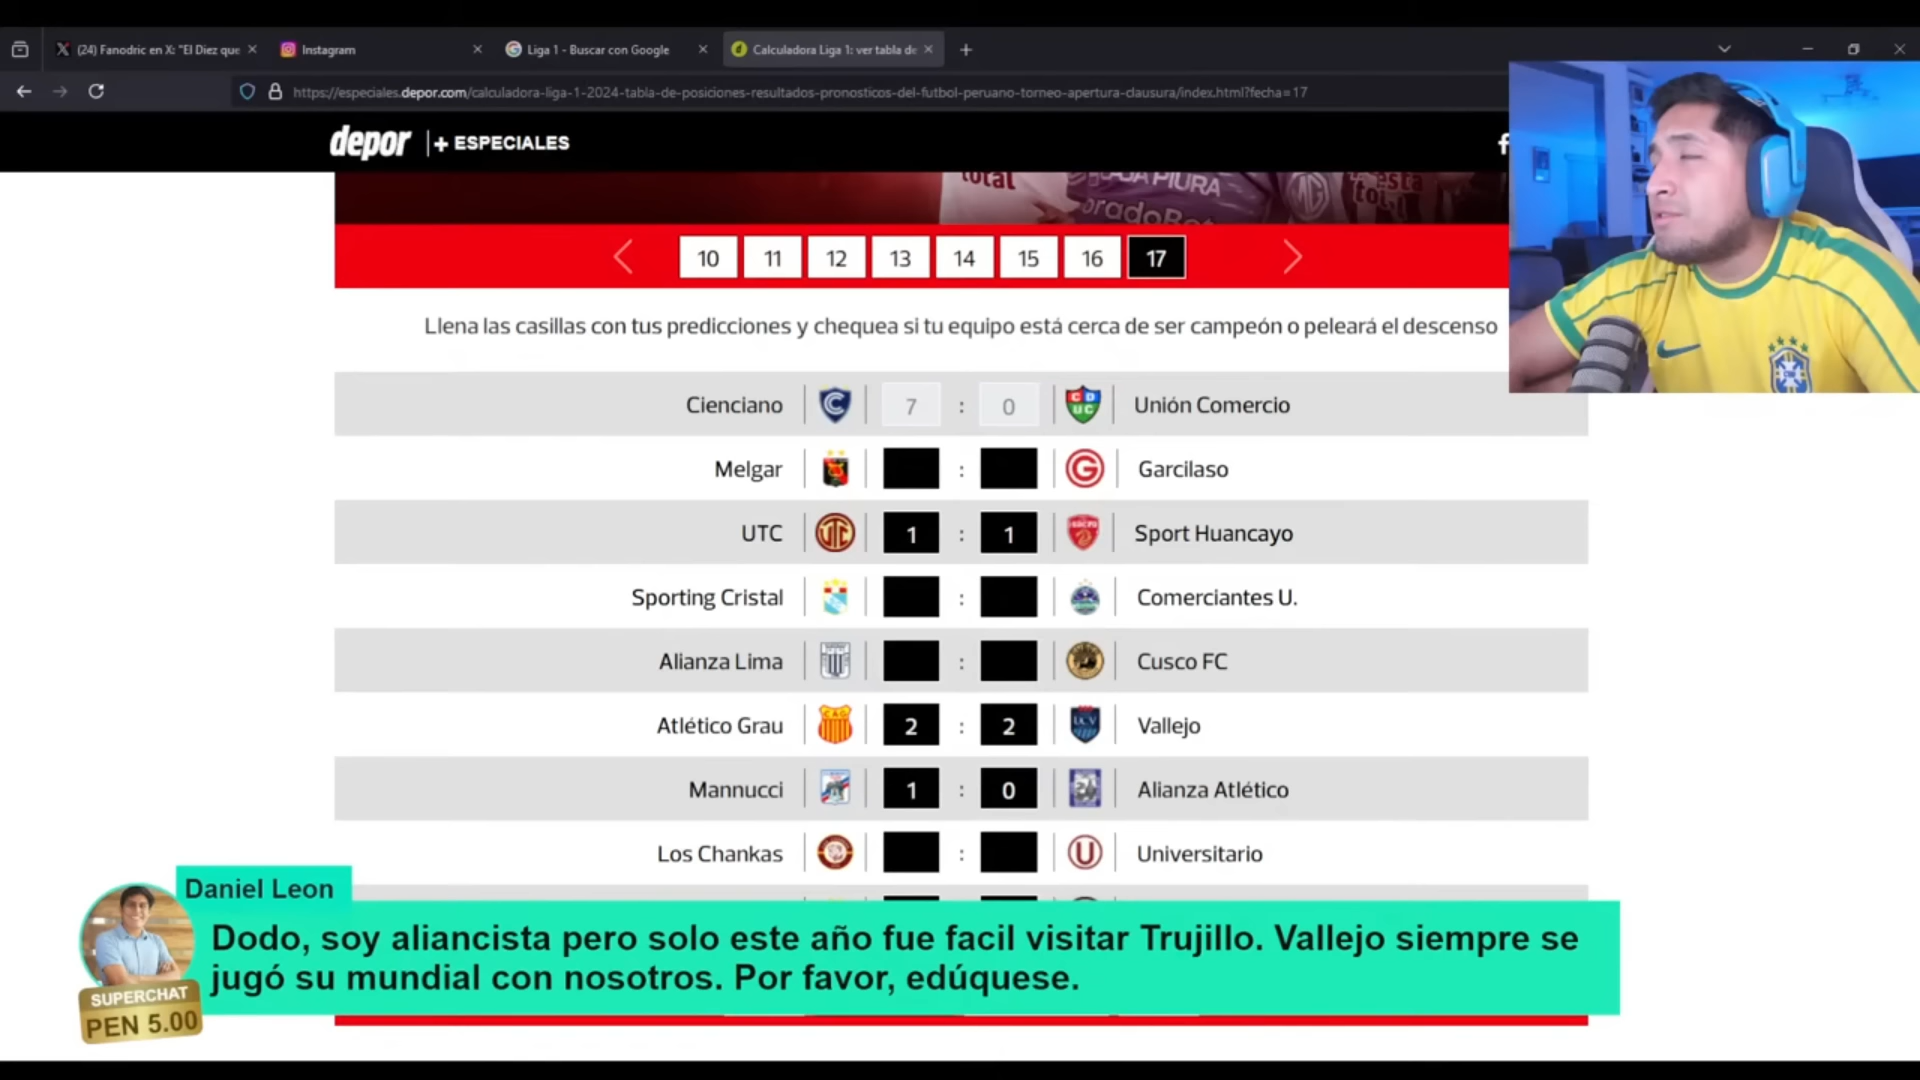 (24) Fanodric en X: "El Diez que
Instagram
Liga 1 - Buscar con Google
Calculadora Liga 1: ver tabla de
https://especiales.depor.com/calculadora-liga-1-2024-tabla-de-posiciones-resultados-pronosticos-del-futbol-peruano-torneo-apertura-clausura/index.html?fecha=17
depor + ESPECIALES
total
PIURA
MG
esta
10 11 12 13 14 15 16 17
Llena las casillas con tus predicciones y chequea si tu equipo está cerca de ser campeón o peleará el descenso
Cienciano 7 : 0 Unión Comercio
Melgar : Garcilaso
UTC 1 : 1 Sport Huancayo
Sporting Cristal : Comerciantes U.
Alianza Lima : Cusco FC
Atlético Grau 2 : 2 Vallejo
Mannucci 1 : 0 Alianza Atlético
Los Chankas : Universitario
Daniel Leon
Dodo, soy aliancista pero solo este año fue facil visitar Trujillo. Vallejo siempre se
jugó su mundial con nosotros. Por favor, edúquese.
SUPERCHAT
PEN 5.00